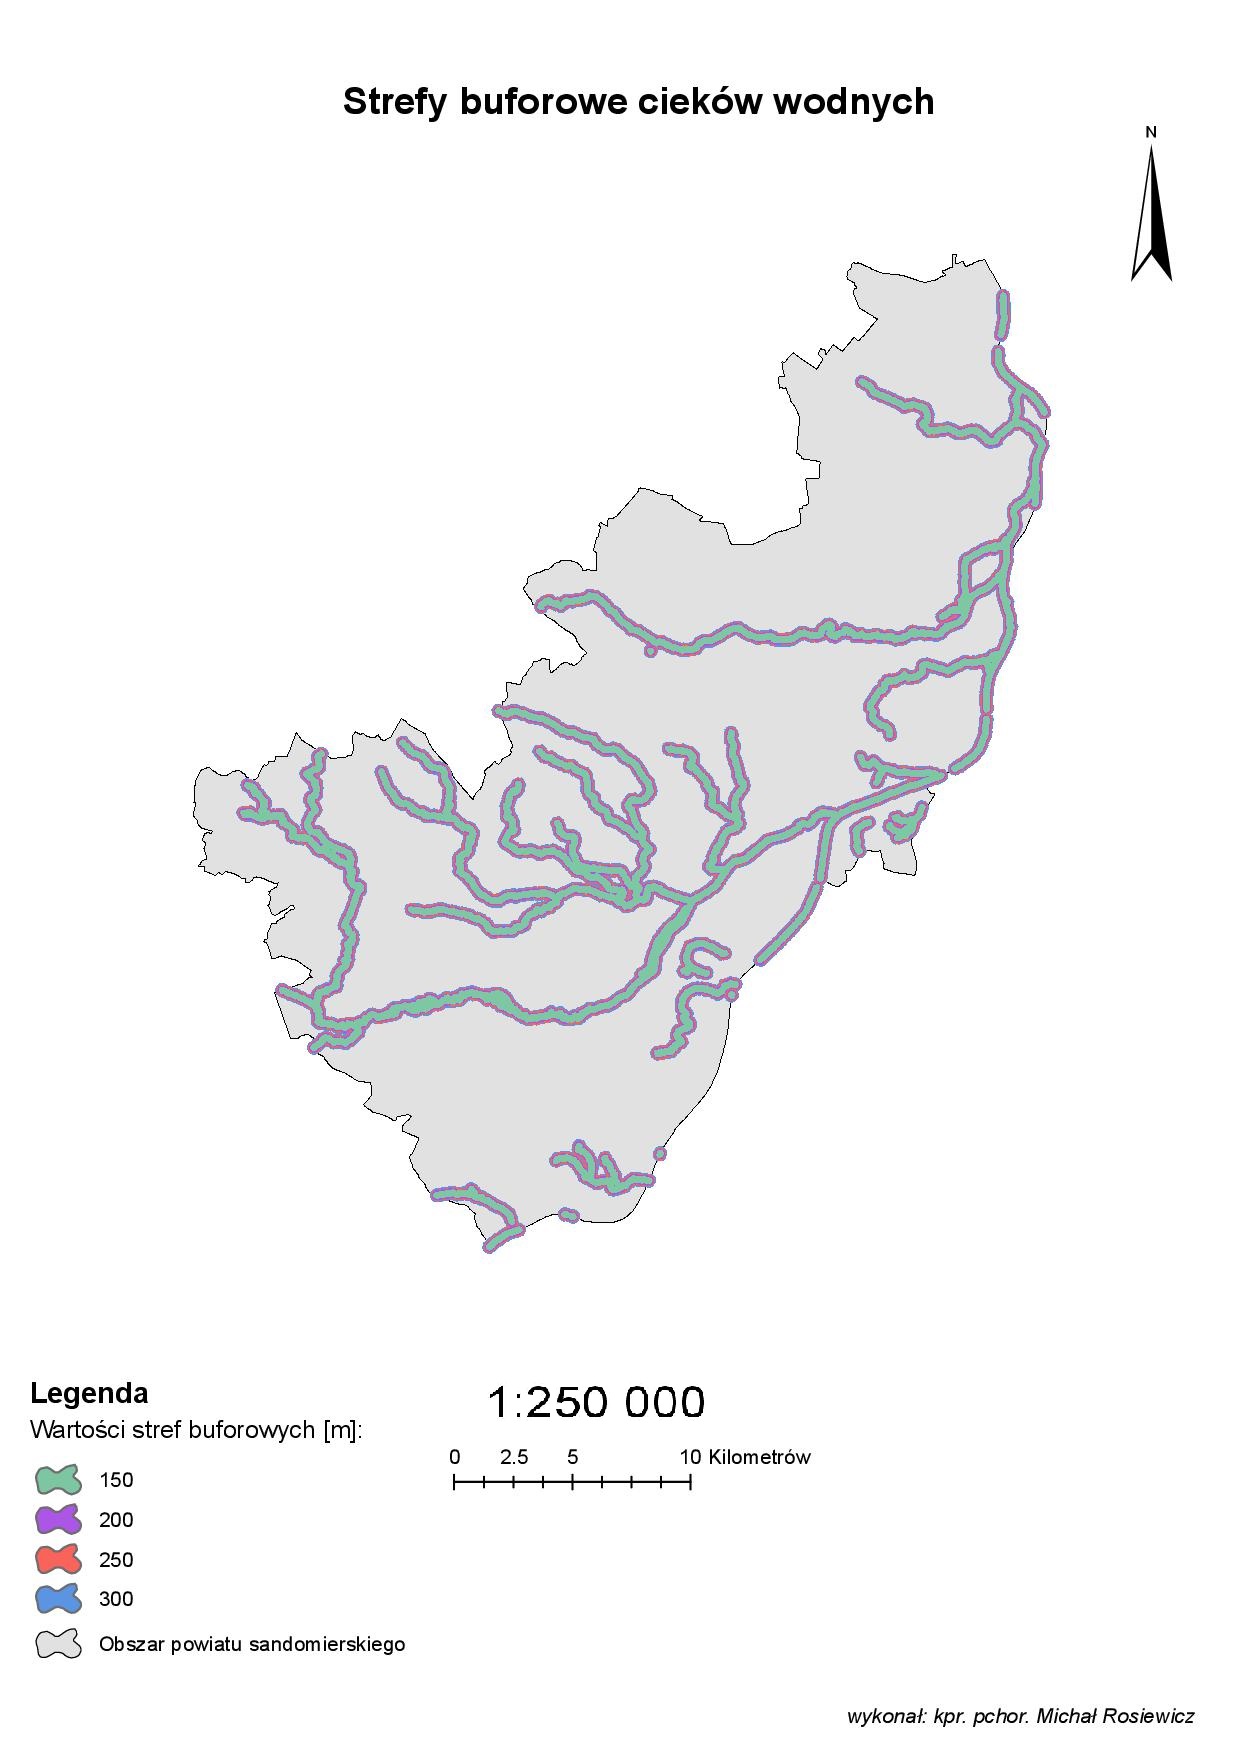 Strefy buforowe cieków wodnych
N
Legenda
Wartości stref buforowych [m]:
150
200
250
300
Obszar powiatu sandomierskiego
1:250 000
0 2.5 5 10 Kilometrów
wykonał: kpr. pchor. Michał Rosiewicz